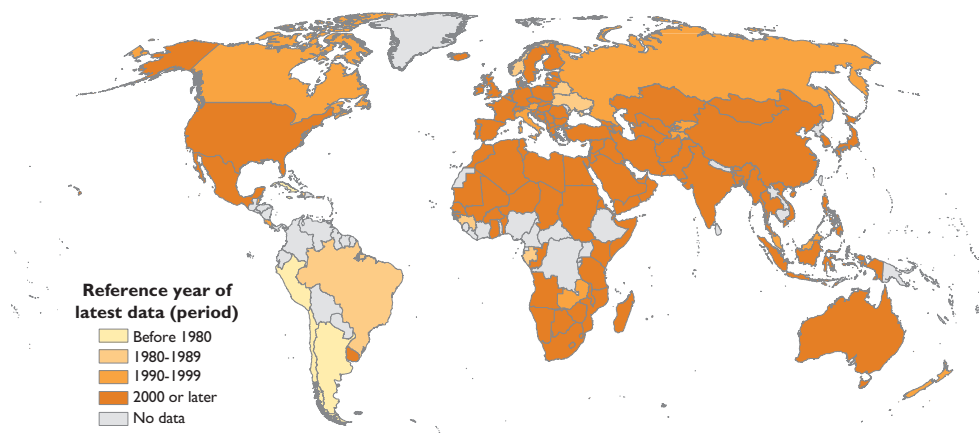 Reference year of
latest data (period)
Before 1980
1980-1989
1990-1999
2000 or later
No data